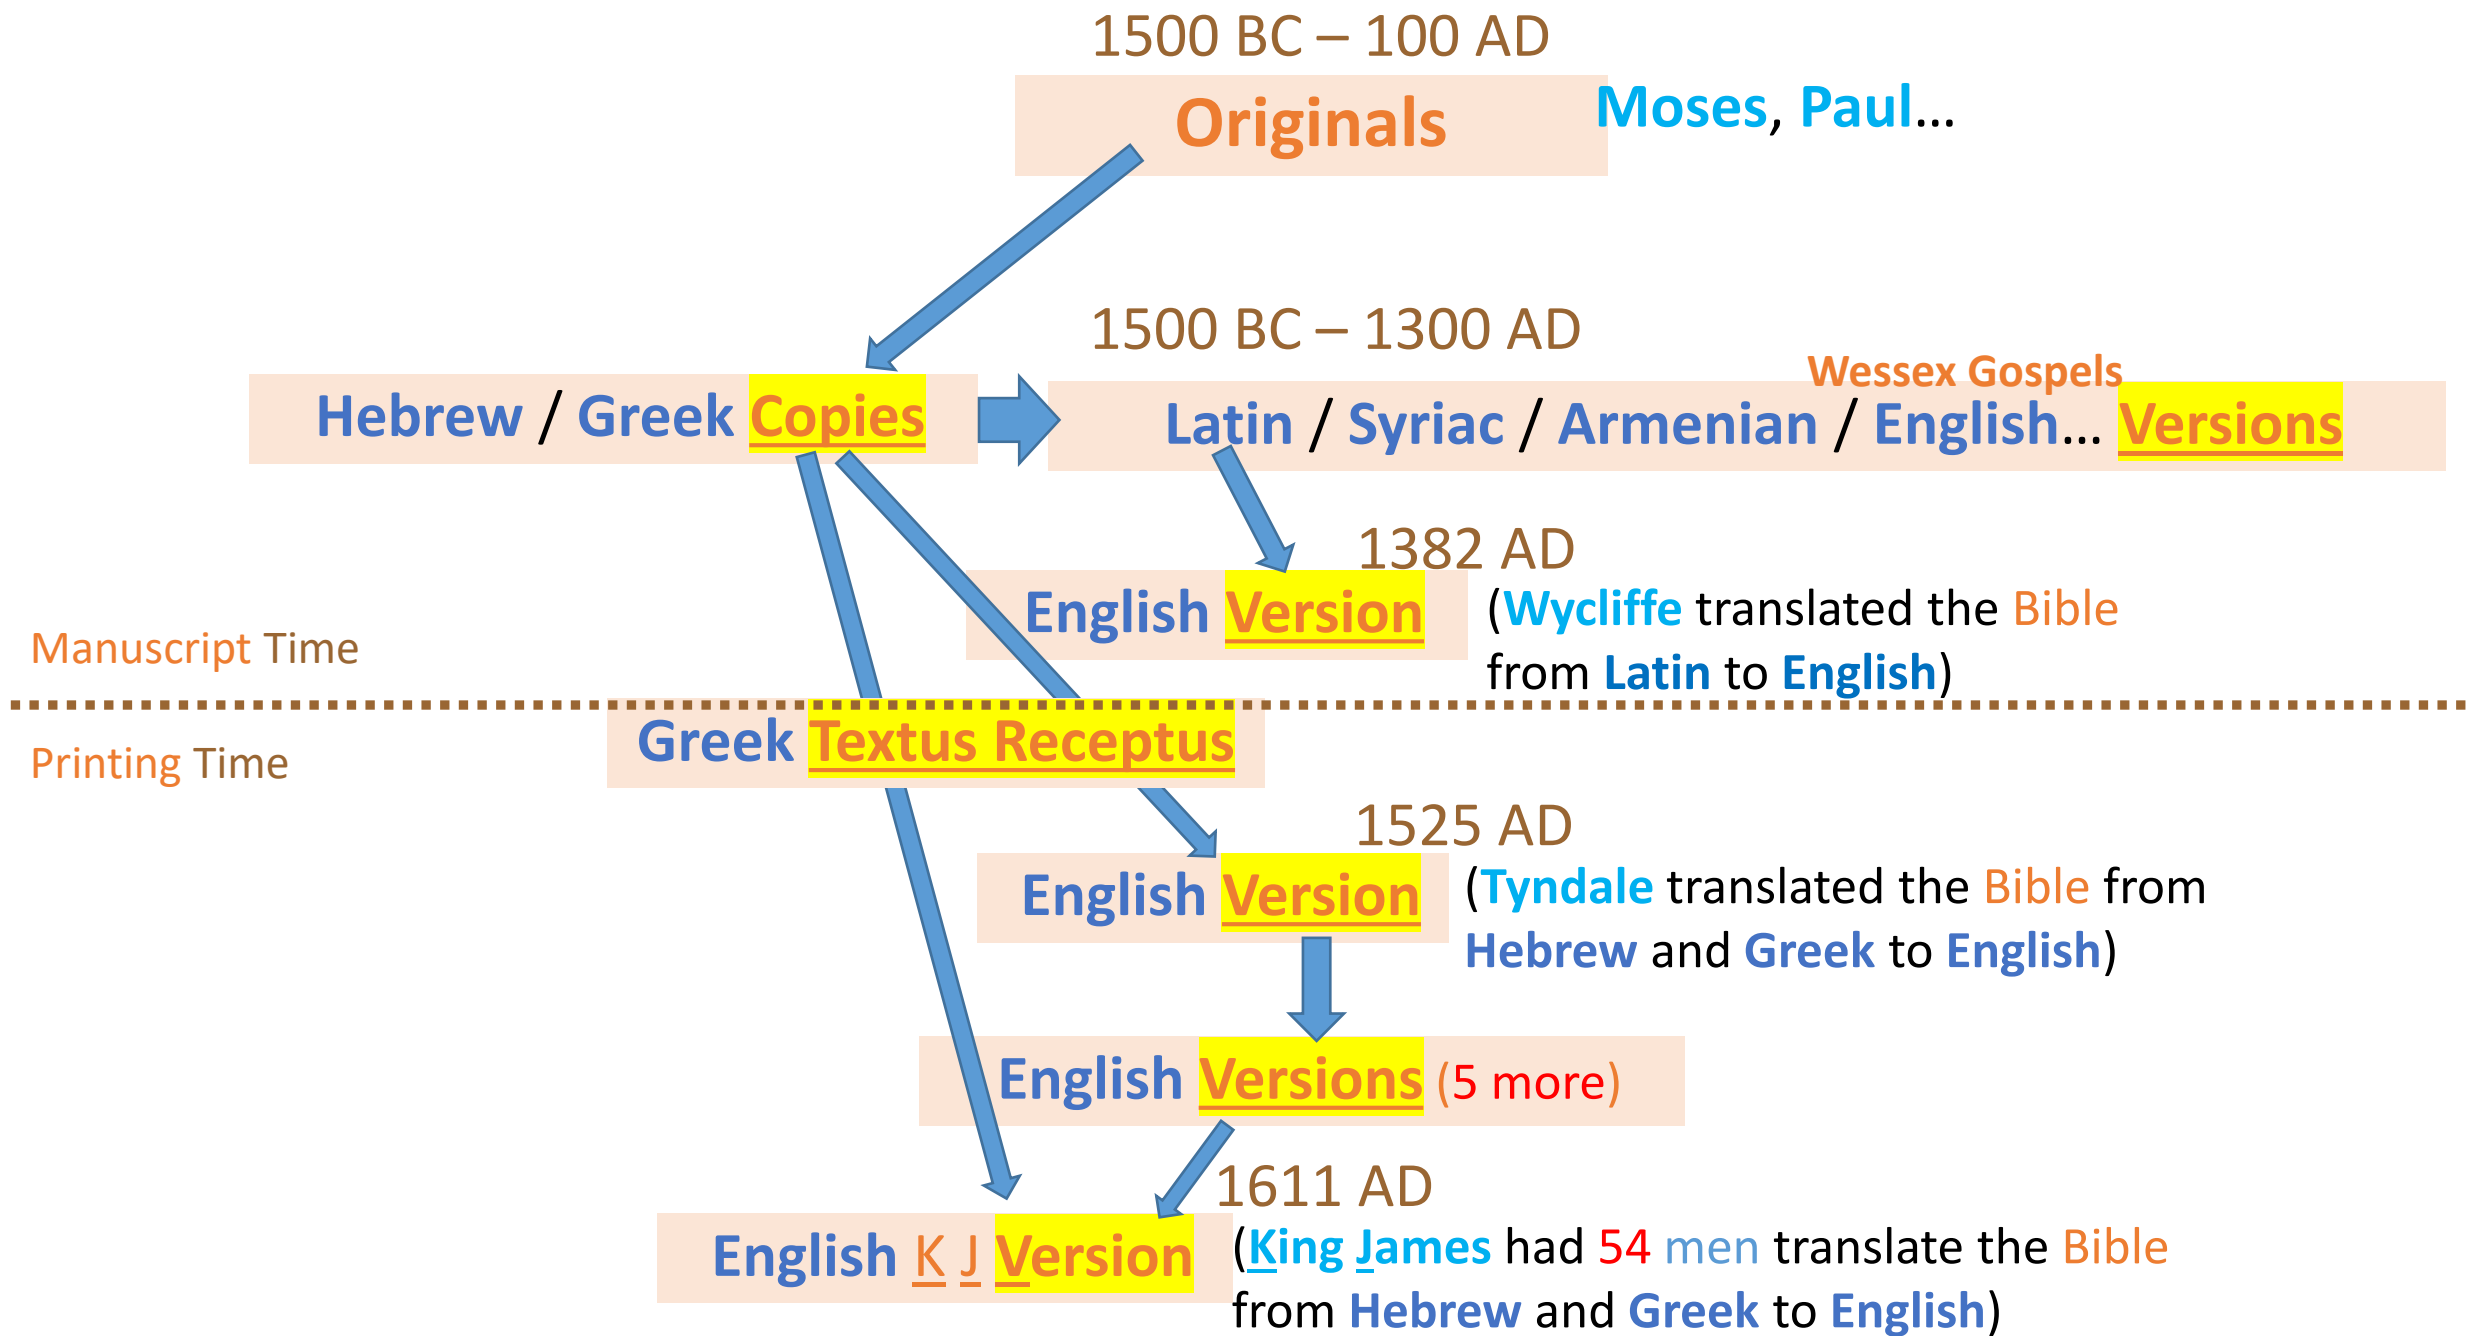 1500 BC – 100 AD
Originals
Moses, Paul...
1500 BC – 1300 AD
Wessex Gospels
Hebrew / Greek Copies
Latin / Syriac / Armenian / English... Versions
1382 AD
English Version
(Wycliffe translated the Bible
from Latin to English)
Manuscript Time
Greek Textus Receptus
Printing Time
1525 AD
English Version
(Tyndale translated the Bible from
Hebrew and Greek to English)
English Versions (5 more)
1611 AD
English K J Version
(King James had 54 men translate the Bible
from Hebrew and Greek to English)